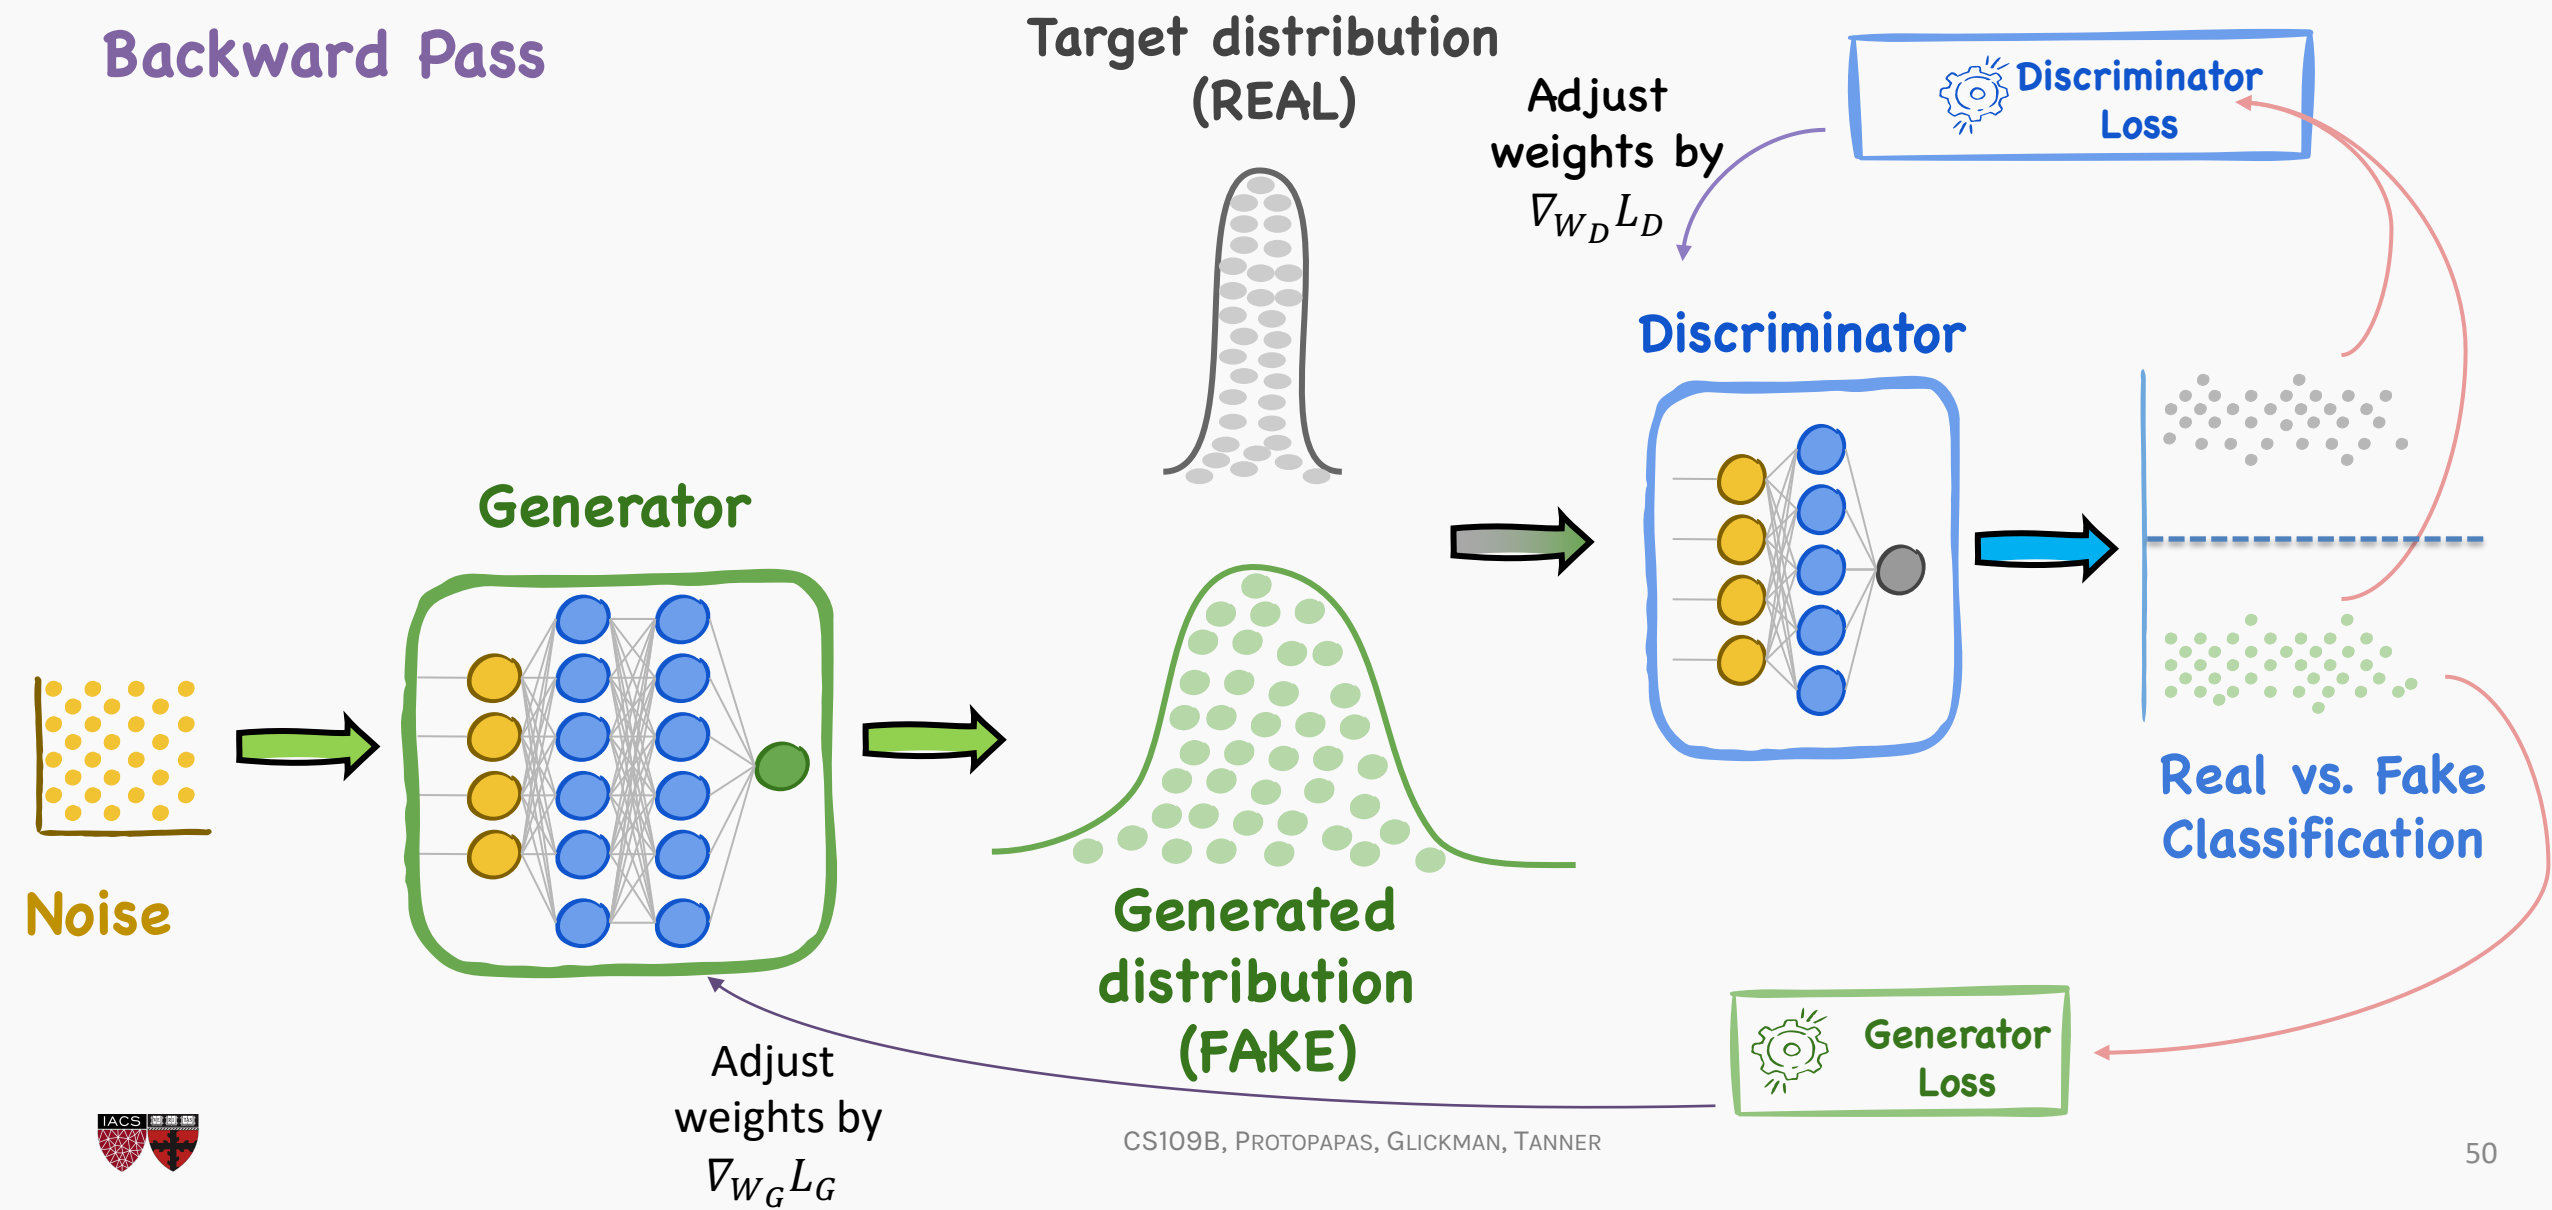 Backward Pass
Target distribution
(REAL)
Adjust
weights by
∇_{W_D} L_D
Discriminator
Loss
Discriminator
Generator
Noise
Generated
distribution
(FAKE)
Real vs. Fake
Classification
Generator
Loss
Adjust
weights by
∇_{W_G} L_G
IACS
CS109B, PROTOPAPAS, GLICKMAN, TANNER
50